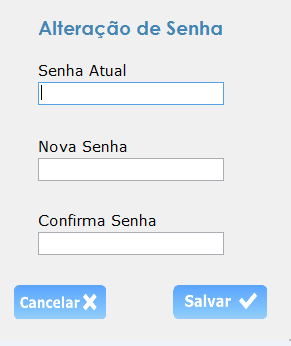 Alteração de Senha
Senha Atual
Nova Senha
Confirma Senha
Cancelar
Salvar